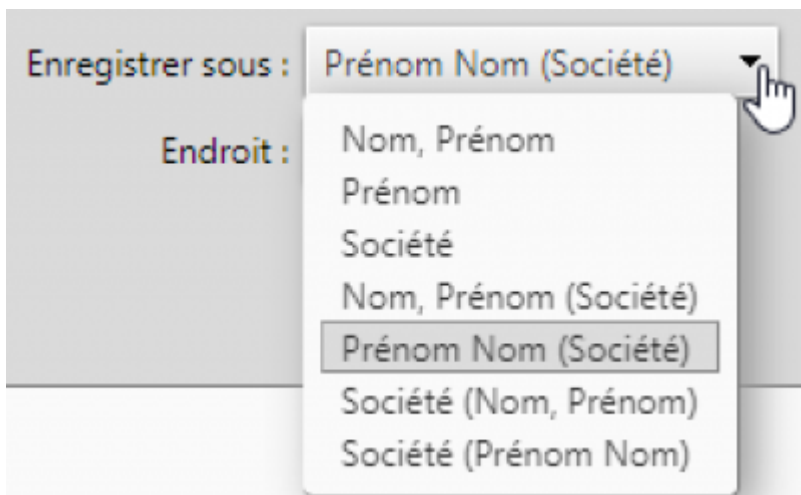 Enregistrer sous : Prénom Nom (Société)
Endroit :
Nom, Prénom
Prénom
Société
Nom, Prénom (Société)
Prénom Nom (Société)
Société (Nom, Prénom)
Société (Prénom Nom)